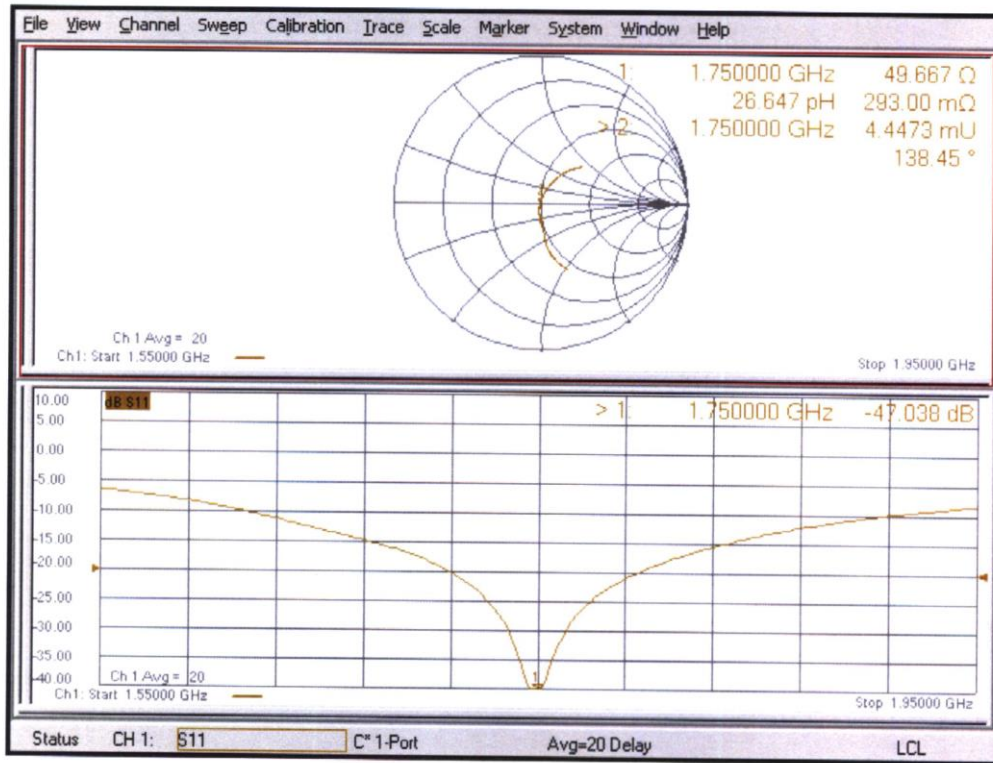 File View Channel Sweep Calibration Trace Scale Marker System Window Help
1: 1.750000 GHz 49.667 Ω
26.647 pH 293.00 mΩ
> 2: 1.750000 GHz 4.4473 mU
138.45 °
Ch 1 Avg = 20
Ch1: Start 1.55000 GHz
Stop 1.95000 GHz
10.00
dB S11
> 1: 1.750000 GHz -47.038 dB
5.00
0.00
-5.00
-10.00
-15.00
-20.00
-25.00
-30.00
-35.00
-40.00
1
Ch 1 Avg = 20
Ch1: Start 1.55000 GHz
Stop 1.95000 GHz
Status CH 1: S11 C* 1-Port Avg=20 Delay LCL